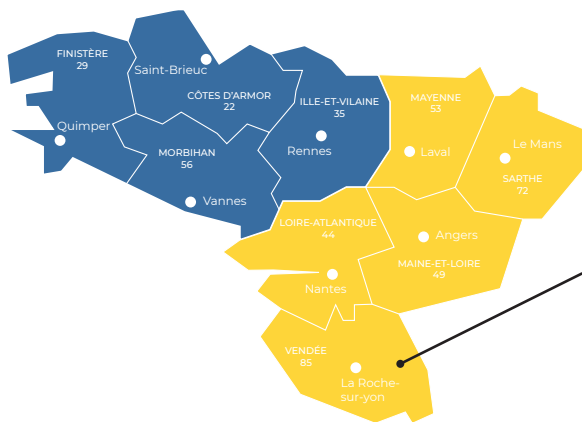 FINISTÈRE
29
Quimper
Saint-Brieuc
CÔTES D'ARMOR
22
MORBIHAN
56
Vannes
ILLE-ET-VILAINE
35
Rennes
MAYENNE
53
Laval
Le Mans
SARTHE
72
LOIRE-ATLANTIQUE
44
Nantes
Angers
MAINE-ET-LOIRE
49
VENDÉE
85
La Roche-
sur-yon